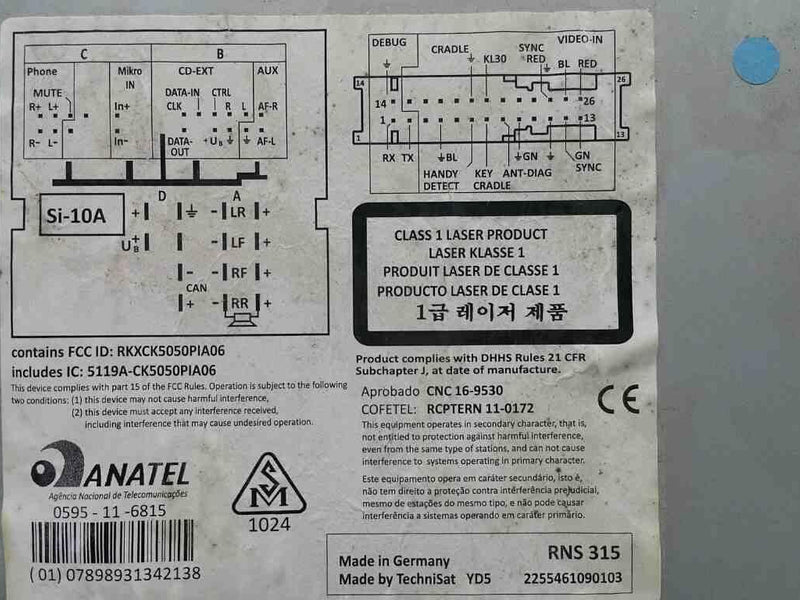 C B
Phone Mikro IN CD-EXT AUX
MUTE DATA-IN CTRL
R+ L+ In+ CLK R L AF-R
R- L- In- DATA-OUT +UB AF-L
D A
Si-10A + - LR +
U+B - LF +
- - RF +
CAN
+ - RR +
DEBUG CRADLE KL30 SYNC RED VIDEO-IN BL RED
14 26
14 26
1 13
1 13
RX TX BL GN GN SYNC
HANDY DETECT KEY CRADLE ANT-DIAG
CLASS 1 LASER PRODUCT
LASER KLASSE 1
PRODUIT LASER DE CLASSE 1
PRODUCTO LASER DE CLASE 1
1급 레이저 제품
contains FCC ID: RKXCK5050PIA06
includes IC: 5119A-CK5050PIA06
This device complies with part 15 of the FCC Rules. Operation is subject to the following
two conditions: (1) this device may not cause harmful interference,
(2) this device must accept any interference received,
including interference that may cause undesired operation.
Product complies with DHHS Rules 21 CFR
Subchapter J, at date of manufacture.
Aprobado CNC 16-9530
COFETEL: RCPTERN 11-0172
CE
This equipment operates in secondary character, that is,
not entitled to protection against harmful interference,
even from the same type of stations, and can not cause
interference to systems operating in primary character.
Este equipamento opera em caráter secundário, isto é,
não tem direito a proteção contra intêrferência prejudicial,
mesmo de estações do mesmo tipo, e não pode causar
interferência a sistemas operando em caráter primário.
ANATEL
Agência Nacional de Telecomunicações
0595 - 11 -6815
(01) 07898931342138
SM
1024
Made in Germany RNS 315
Made by TechniSat YD5 2255461090103